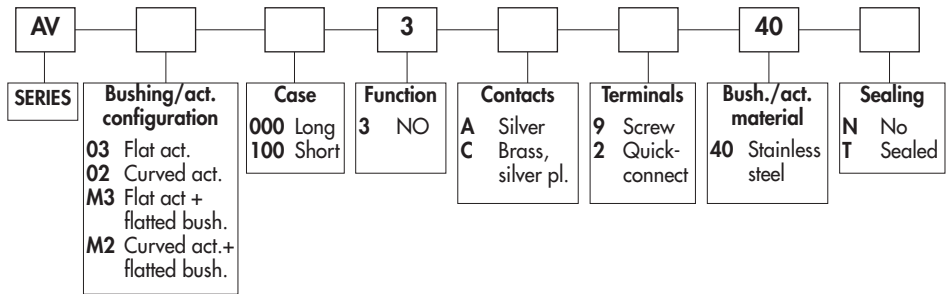 AV 3 40
SERIES
Bushing/act.
configuration
03 Flat act.
02 Curved act.
M3 Flat act +
flatted bush.
M2 Curved act.+
flatted bush.
Case
000 Long
100 Short
Function
3 NO
Contacts
A Silver
C Brass,
silver pl.
Terminals
9 Screw
2 Quick-
connect
Bush./act.
material
40 Stainless
steel
Sealing
N No
T Sealed